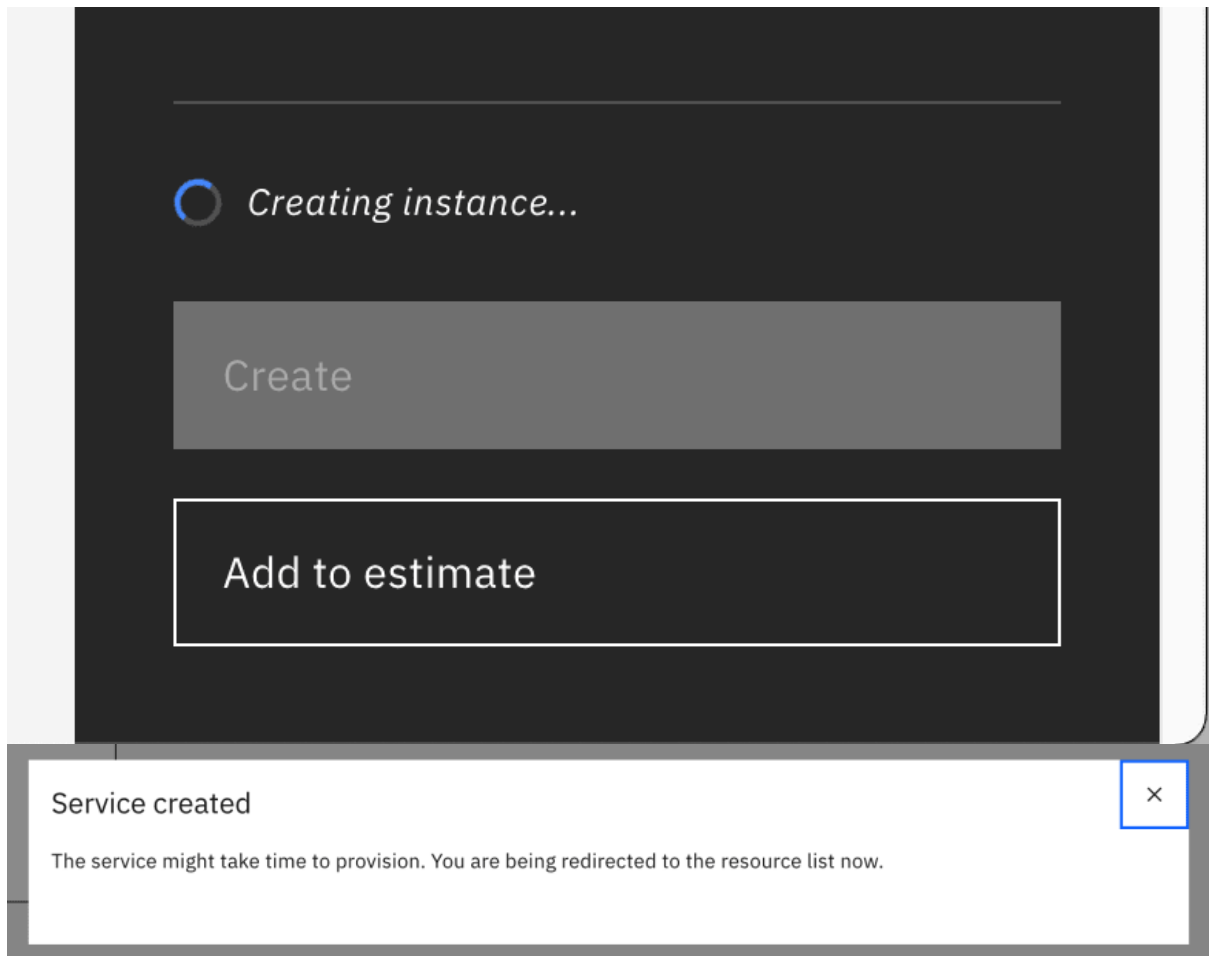 Creating instance...
Create
Add to estimate
Service created
The service might take time to provision. You are being redirected to the resource list now.